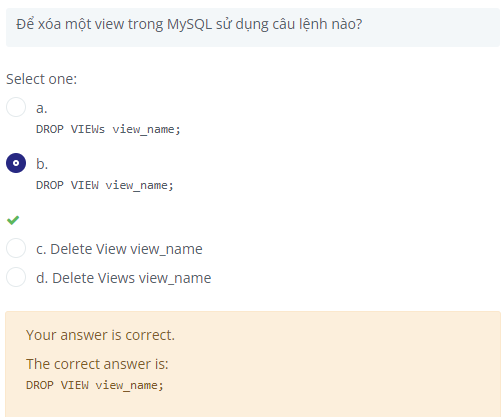 Để xóa một view trong MySQL sử dụng câu lệnh nào?
Select one:
a.
DROP VIEWs view_name;
b.
DROP VIEW view_name;
c. Delete View view_name
d. Delete Views view_name
Your answer is correct.
The correct answer is:
DROP VIEW view_name;